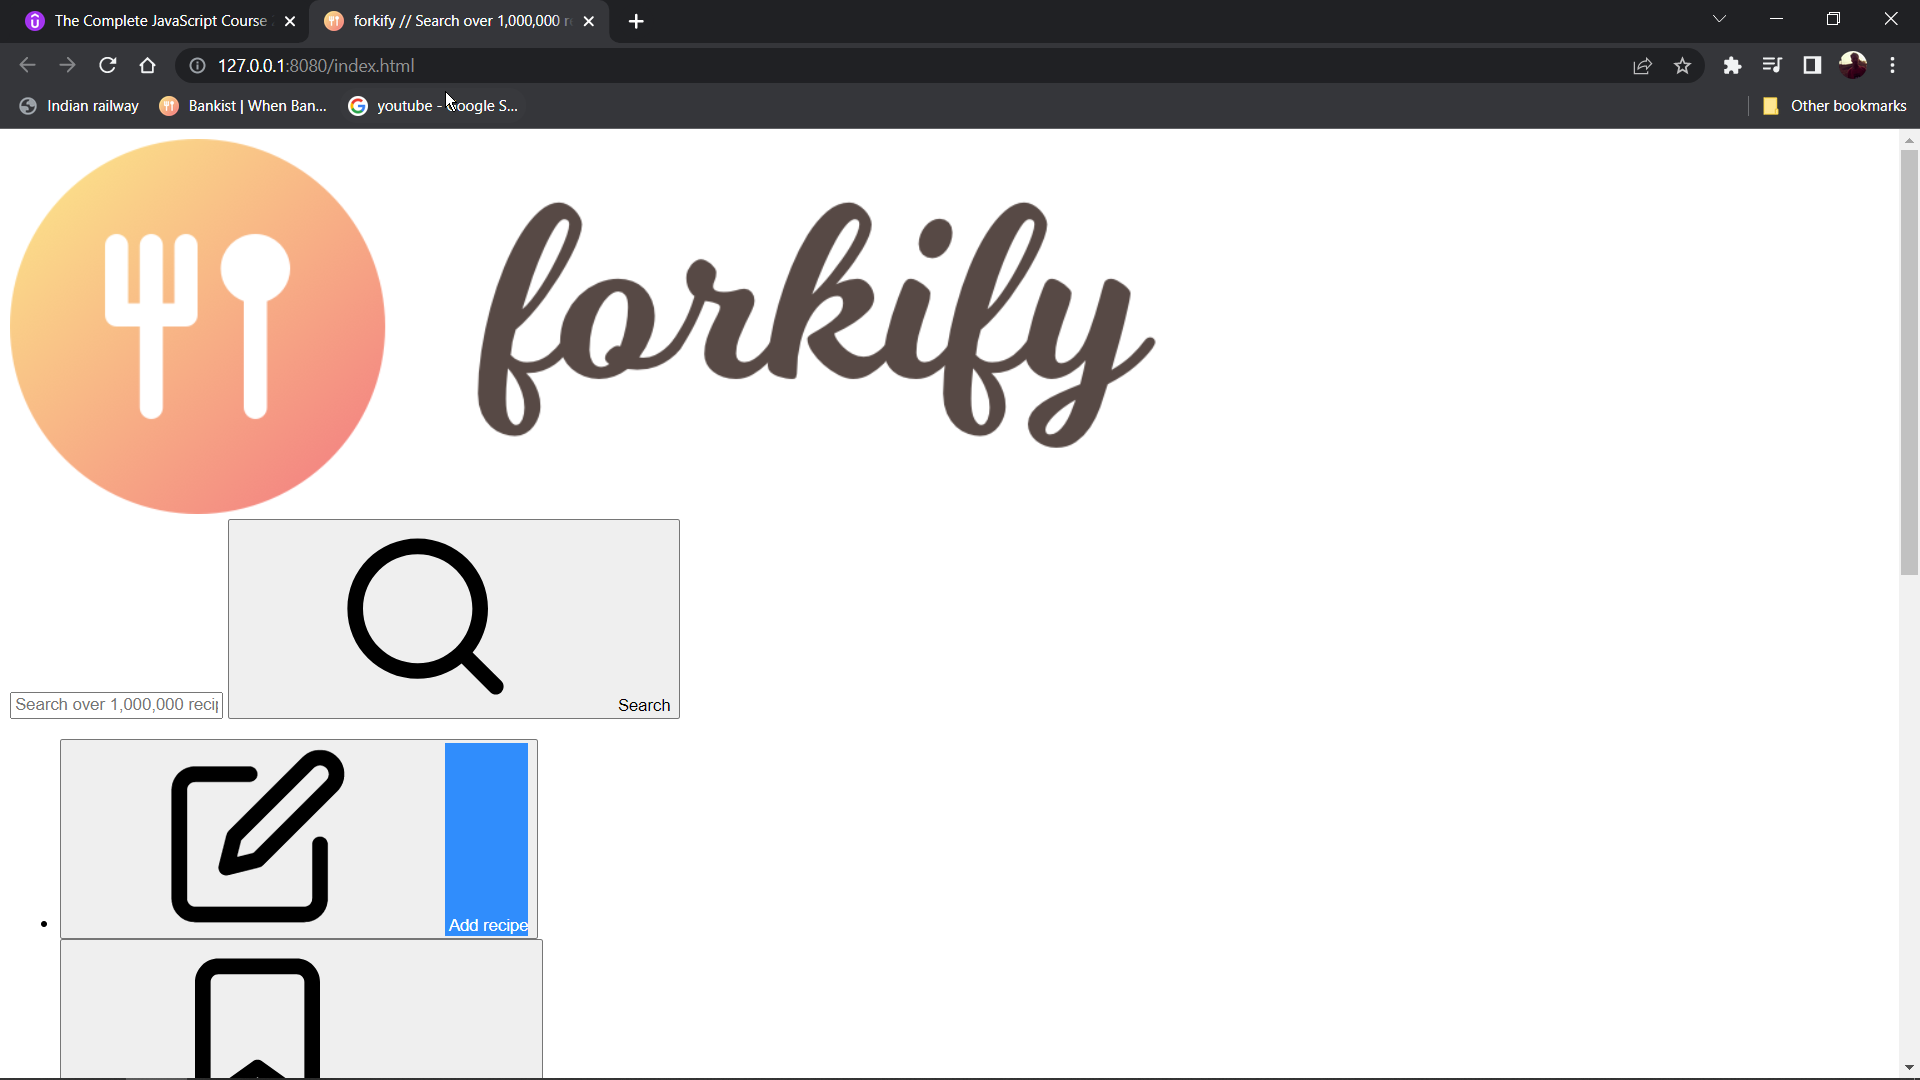 The Complete JavaScript Course
forkify // Search over 1,000,000 r
127.0.0.1:8080/index.html
Indian railway
Bankist | When Ban...
youtube - Google S...
Other bookmarks
forkify
Search over 1,000,000 recip
Search
Add recipe